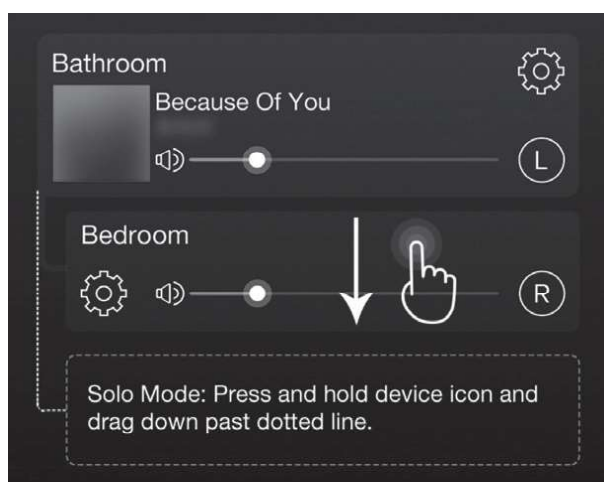 Bathroom
Because Of You
L
Bedroom
R
Solo Mode: Press and hold device icon and
drag down past dotted line.